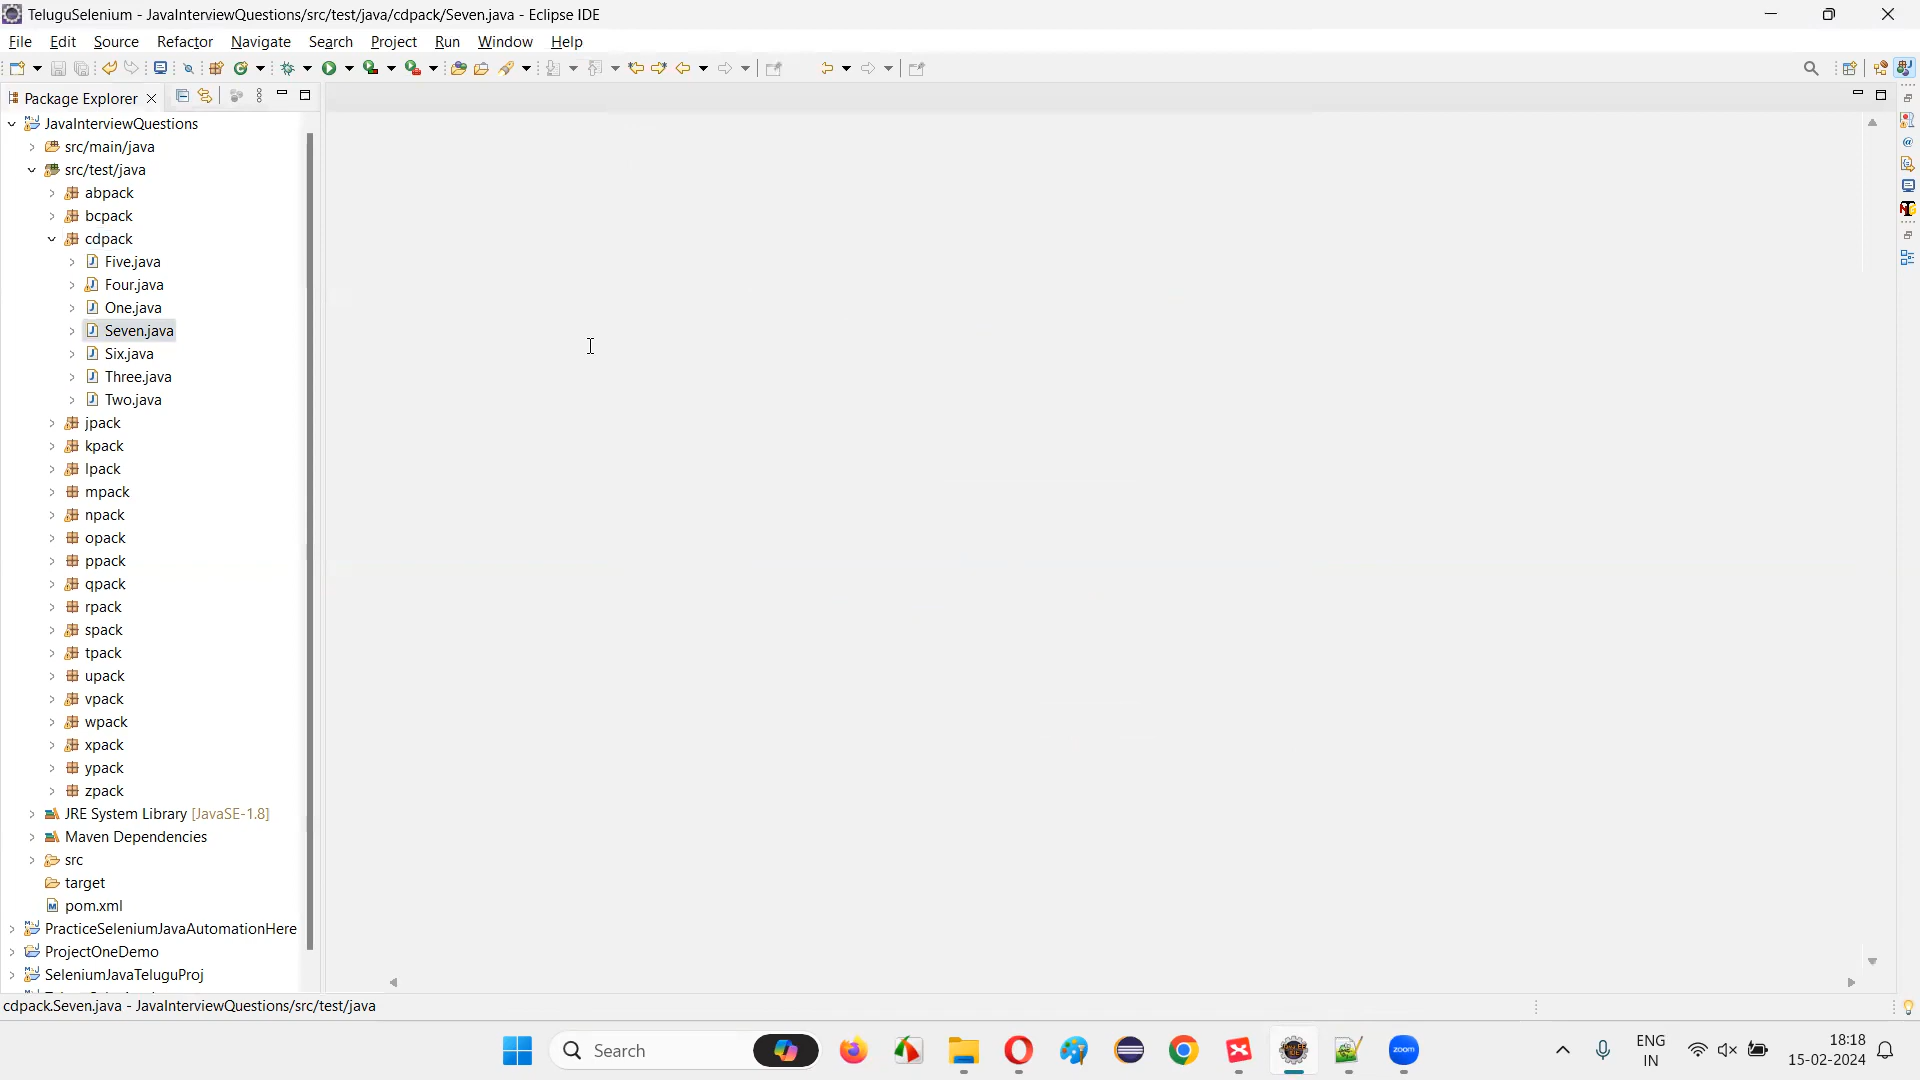 TeluguSelenium - JavaInterviewQuestions/src/test/java/cdpack/Seven.java - Eclipse IDE
File Edit Source Refactor Navigate Search Project Run Window Help
Package Explorer
JavaInterviewQuestions
src/main/java
src/test/java
abpack
bcpack
cdpack
Five.java
Four.java
One.java
Seven.java
Six.java
Three.java
Two.java
jpack
kpack
lpack
mpack
npack
opack
ppack
qpack
rpack
spack
tpack
upack
vpack
wpack
xpack
ypack
zpack
JRE System Library [JavaSE-1.8]
Maven Dependencies
src
target
pom.xml
PracticeSeleniumJavaAutomationHere
ProjectOneDemo
SeleniumJavaTeluguProj
cdpack.Seven.java - JavaInterviewQuestions/src/test/java
Search
zoom
ENG
IN
18:18
15-02-2024